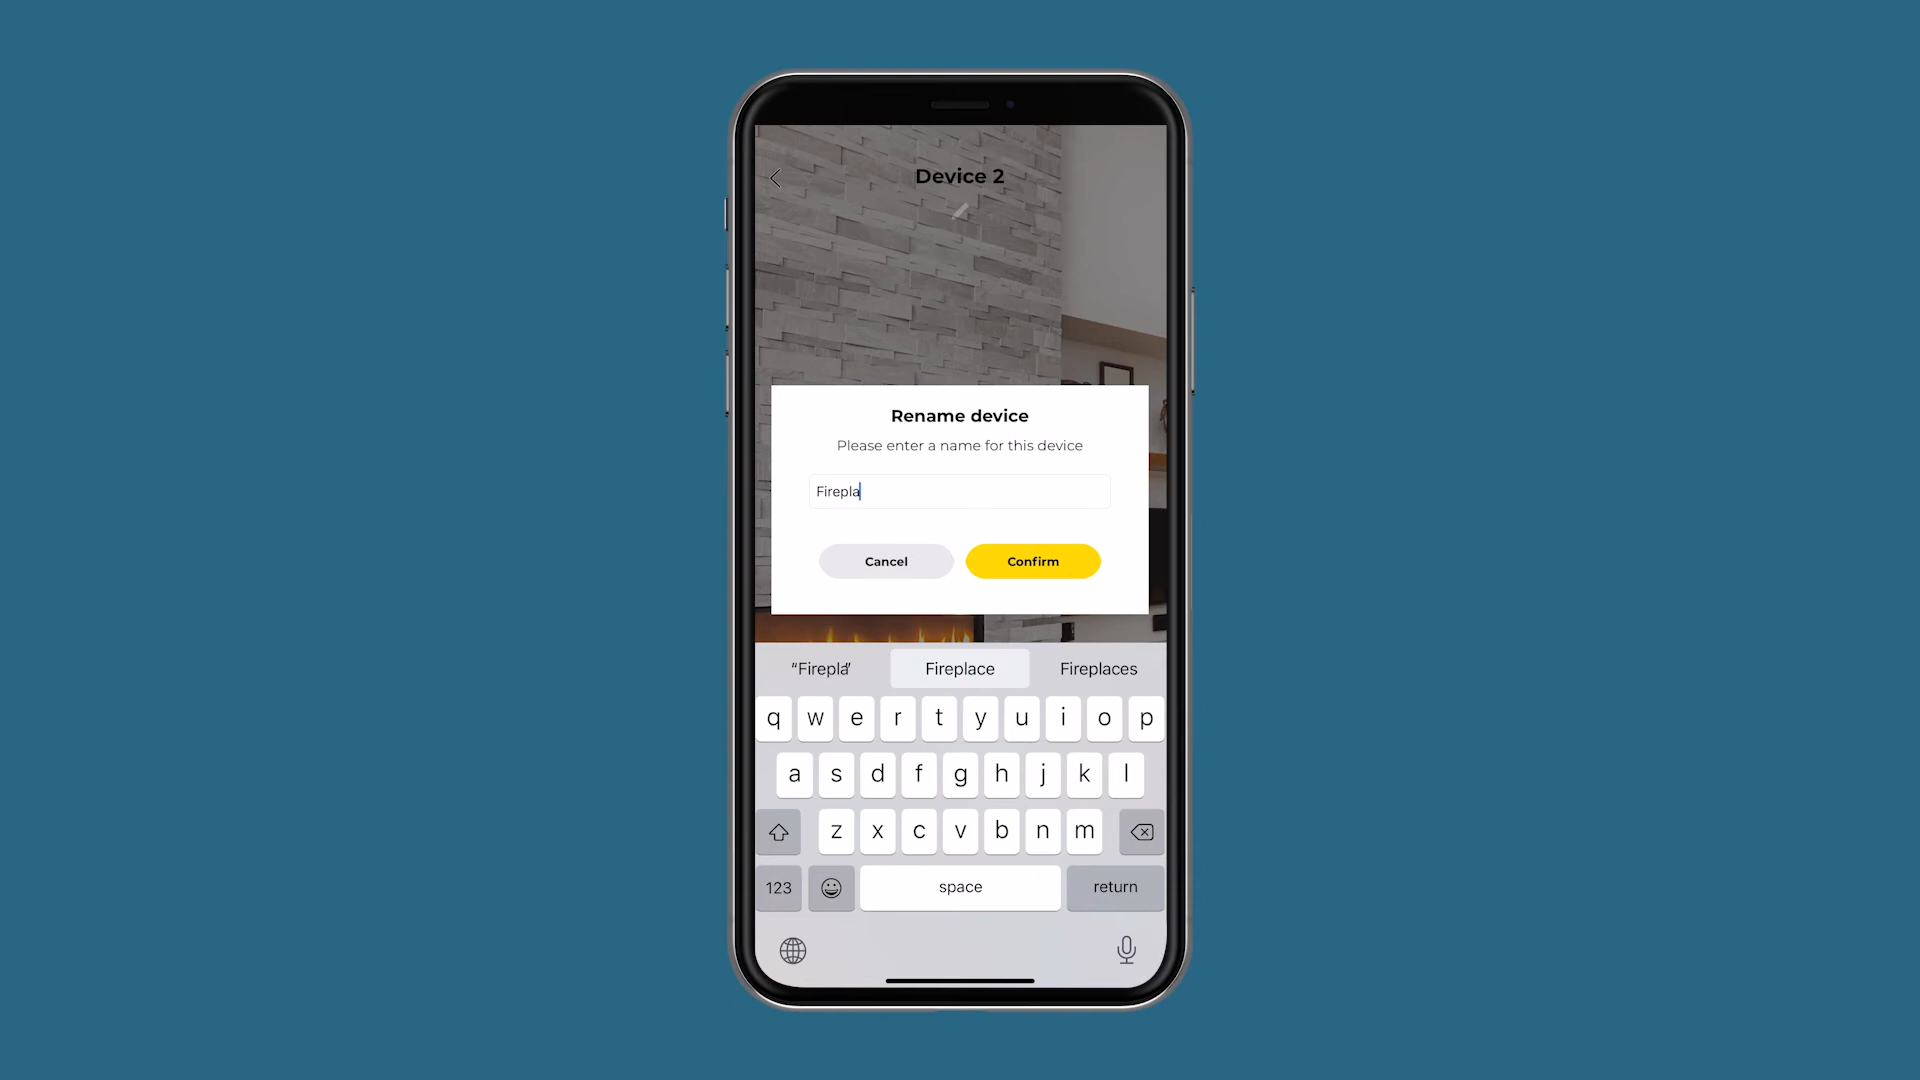 Device 2
Rename device
Please enter a name for this device
Firepla
Cancel Confirm
“Firepla” Fireplace Fireplaces
q w e r t y u i o p
a s d f g h j k l
z x c v b n m
123 space return